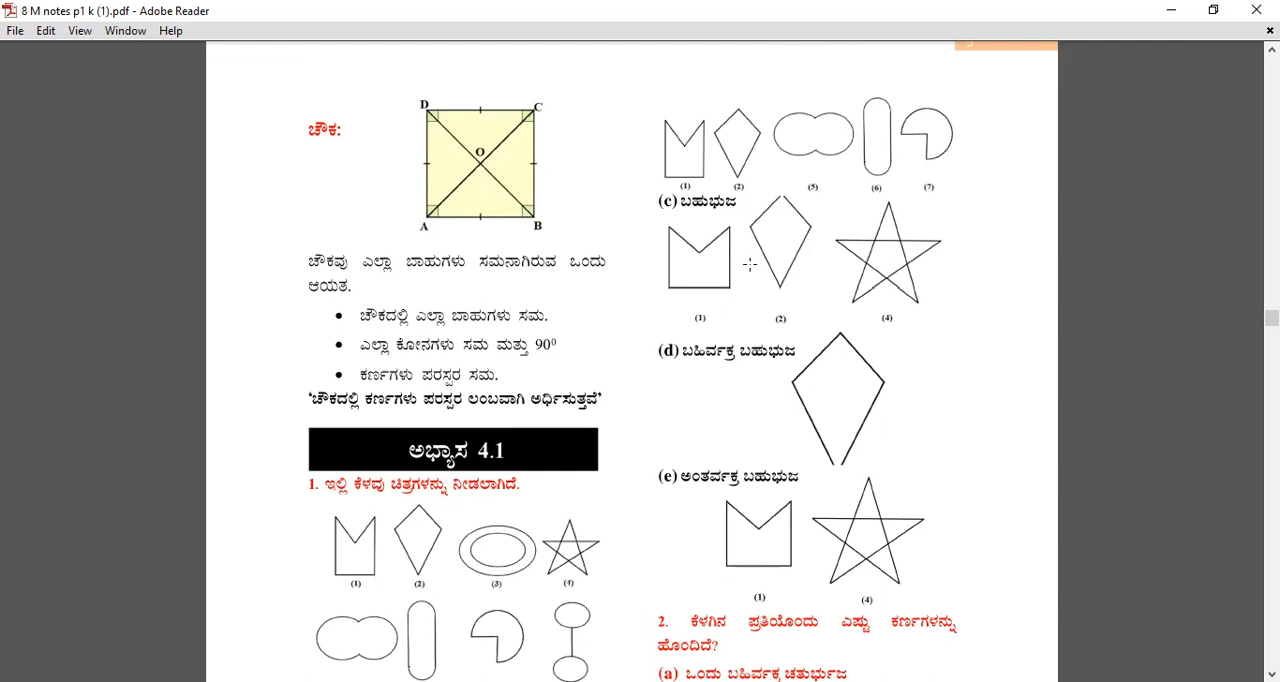 8 M notes p1 k (1).pdf - Adobe Reader
File Edit View Window Help
ಚೌಕ:
D
C
O
A
B
ಚೌಕವು ಎಲ್ಲಾ ಬಾಹುಗಳು ಸಮನಾಗಿರುವ ಒಂದು
ಆಯತ.
• ಚೌಕದಲ್ಲಿ ಎಲ್ಲಾ ಬಾಹುಗಳು ಸಮ.
• ಎಲ್ಲಾ ಕೋನಗಳು ಸಮ ಮತ್ತು 90⁰
• ಕರ್ಣಗಳು ಪರಸ್ಪರ ಸಮ.
‘ಚೌಕದಲ್ಲಿ ಕರ್ಣಗಳು ಪರಸ್ಪರ ಲಂಬವಾಗಿ ಅರ್ಧಿಸುತ್ತವೆ’
ಅಭ್ಯಾಸ 4.1
1. ಇಲ್ಲಿ ಕೆಳವು ಚಿತ್ರಗಳನ್ನು ನೀಡಲಾಗಿದೆ.
(1) (2) (3) (4)
(1) (2) (5) (6) (7)
(c) ಬಹುಭುಜ
(1) (2) (4)
(d) ಬಹಿರ್ವಕ್ರ ಬಹುಭುಜ
(e) ಅಂತರ್ವಕ್ರ ಬಹುಭುಜ
(1) (4)
2. ಕೆಳಗಿನ ಪ್ರತಿಯೊಂದು ಎಷ್ಟು ಕರ್ಣಗಳನ್ನು
ಹೊಂದಿದೆ?
(a) ಒಂದು ಬಹಿರ್ವಕ್ರ ಚತುರ್ಭುಜ